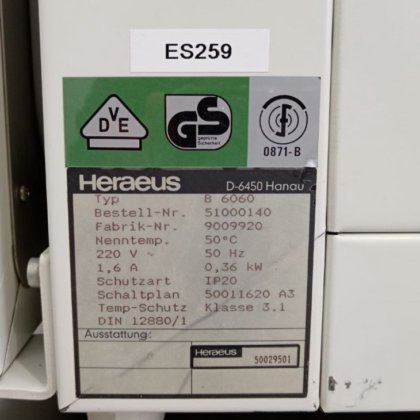 ES259
DVE
GS
geprüfte
Sicherheit
0871-B
Heraeus D-6450 Hanau
Typ B 6060
Bestell-Nr. 51000140
Fabrik-Nr. 9009920
Nenntemp. 50°C
220 V ~ 50 Hz
1,6 A 0,36 kW
Schutzart IP20
Schaltplan 50011620 A3
Temp-Schutz Klasse 3.1
DIN 12880/1
Ausstattung:
Heraeus 50029501